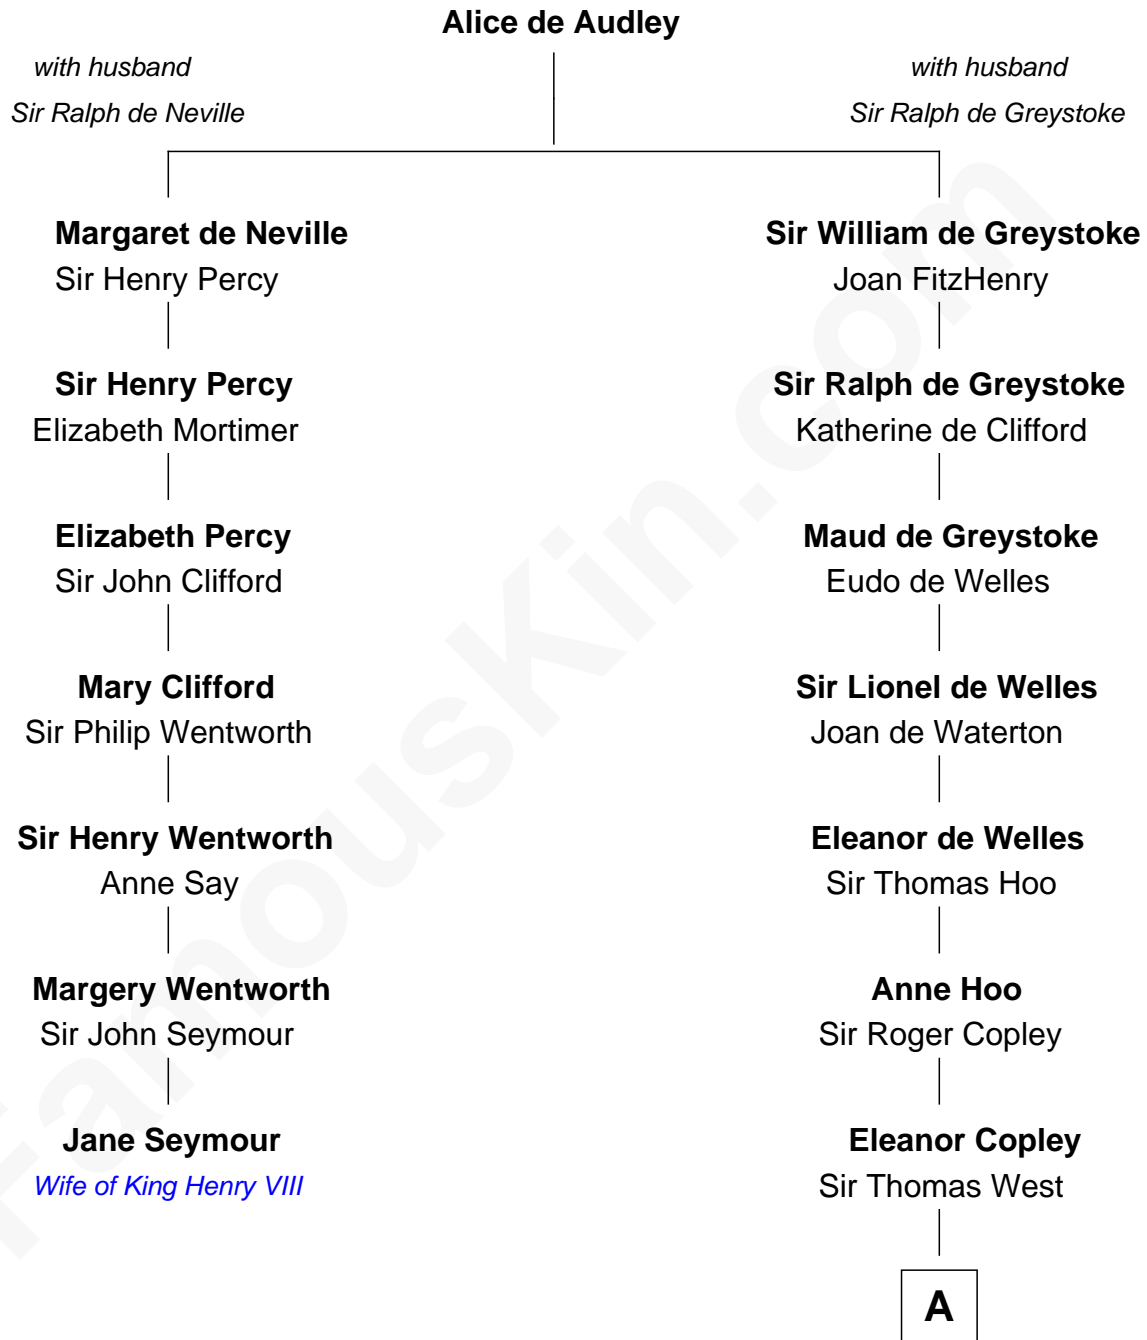 Alice de Audley
with husband
Sir Ralph de Neville
with husband
Sir Ralph de Greystoke
Margaret de Neville
Sir Henry Percy
Sir William de Greystoke
Joan FitzHenry
Sir Henry Percy
Elizabeth Mortimer
Sir Ralph de Greystoke
Katherine de Clifford
Elizabeth Percy
Sir John Clifford
Maud de Greystoke
Eudo de Welles
Mary Clifford
Sir Philip Wentworth
Sir Lionel de Welles
Joan de Waterton
Sir Henry Wentworth
Anne Say
Eleanor de Welles
Sir Thomas Hoo
Margery Wentworth
Sir John Seymour
Anne Hoo
Sir Roger Copley
Jane Seymour
Wife of King Henry VIII
Eleanor Copley
Sir Thomas West
A
FamousKin.com